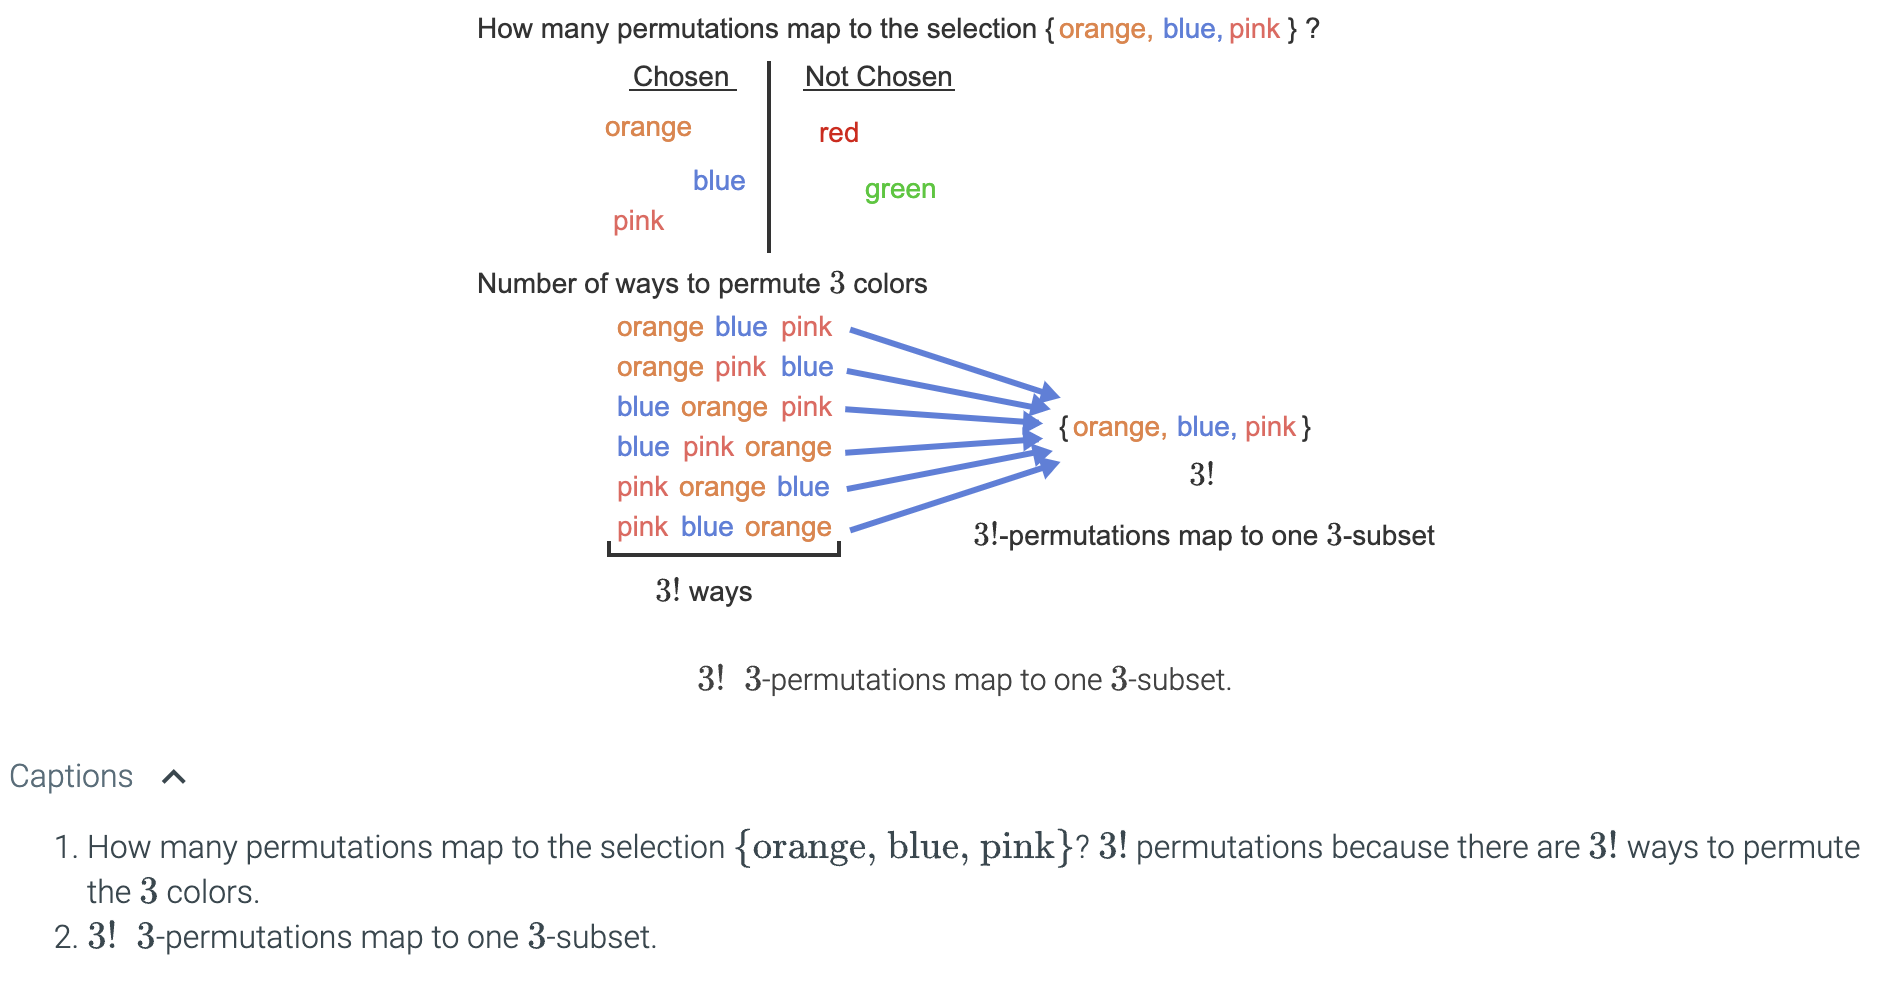 How many permutations map to the selection { orange, blue, pink } ?
Chosen Not Chosen
orange red
blue green
pink
Number of ways to permute 3 colors
orange blue pink
orange pink blue
blue orange pink
blue pink orange
pink orange blue
pink blue orange
{ orange, blue, pink }
3!
3!-permutations map to one 3-subset
3! ways
3! 3-permutations map to one 3-subset.
Captions
1. How many permutations map to the selection {orange, blue, pink}? 3! permutations because there are 3! ways to permute
the 3 colors.
2. 3! 3-permutations map to one 3-subset.